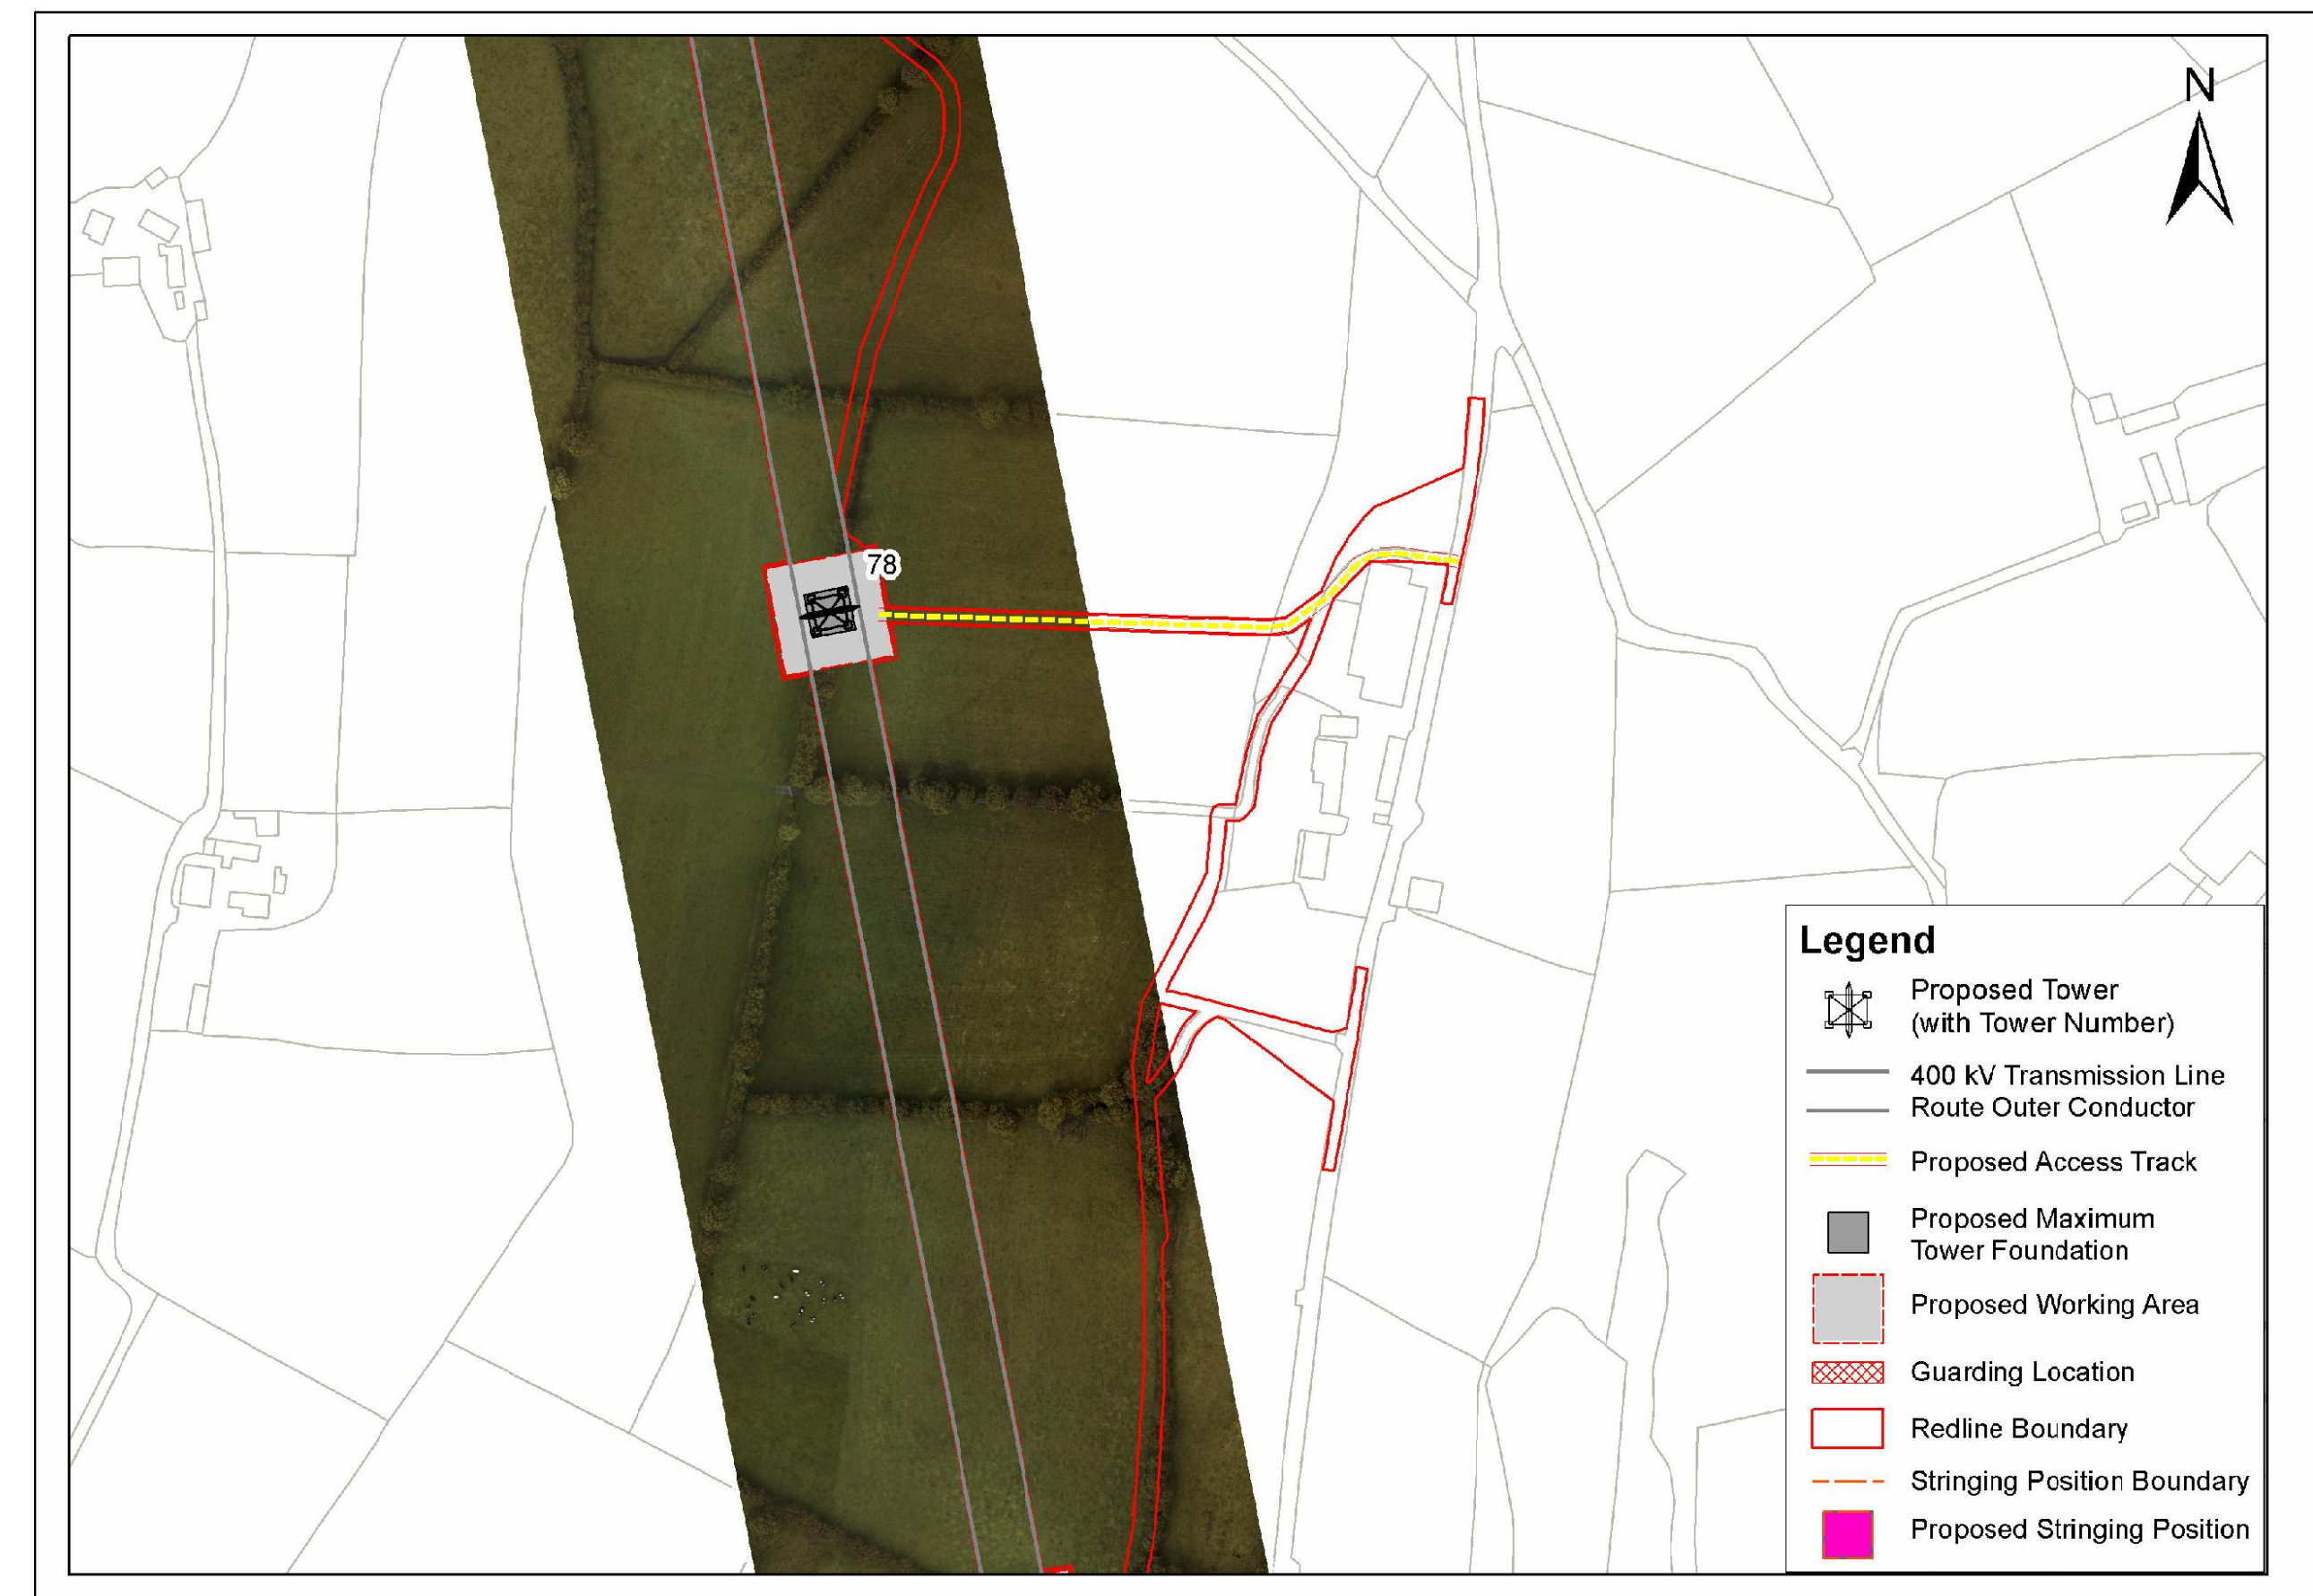 N
78
Legend
Proposed Tower
(with Tower Number)
400 kV Transmission Line
Route Outer Conductor
Proposed Access Track
Proposed Maximum
Tower Foundation
Proposed Working Area
Guarding Location
Redline Boundary
Stringing Position Boundary
Proposed Stringing Position